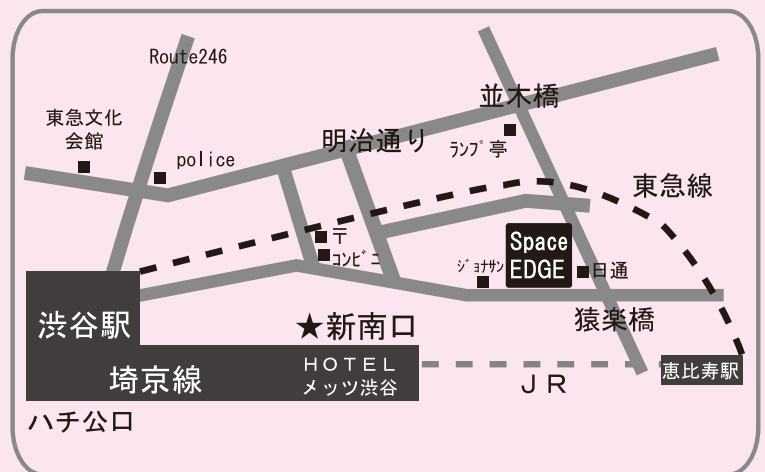 Route246
並木橋
東急文化
会館
明治通り
ランプ亭
police
東急線
〒
コンビニ
ジョナサン
Space
EDGE
日通
渋谷駅
★新南口
猿楽橋
埼京線
HOTEL
メッツ渋谷
JR
恵比寿駅
ハチ公口